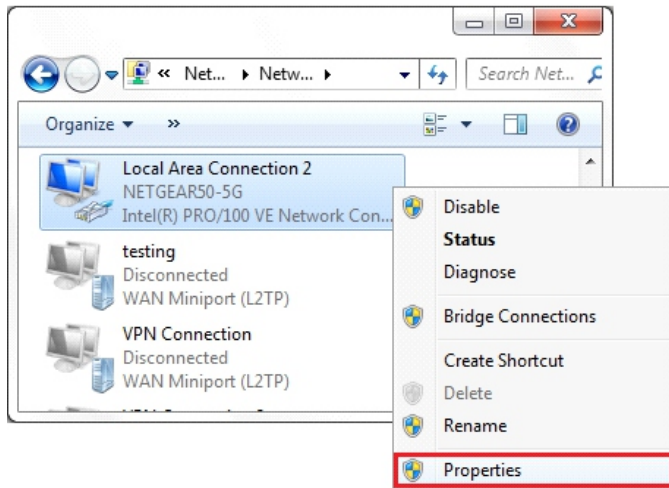 « Net... ▸ Netw... ▸
Search Net...
Organize ▾ »
Local Area Connection 2
NETGEAR50-5G
Intel(R) PRO/100 VE Network Con...
testing
Disconnected
WAN Miniport (L2TP)
VPN Connection
Disconnected
WAN Miniport (L2TP)
Disable
Status
Diagnose
Bridge Connections
Create Shortcut
Delete
Rename
Properties